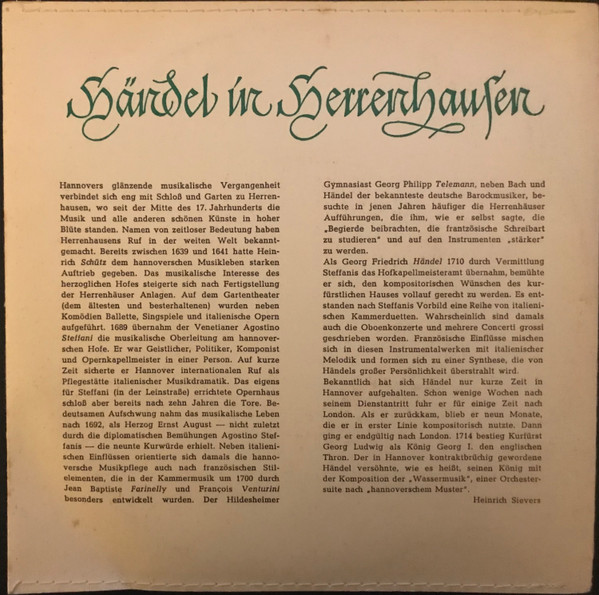 Händel in Herrenhausen
Hannovers glänzende musikalische Vergangenheit
verbindet sich eng mit Schloß und Garten zu Herren-
hausen, wo seit der Mitte des 17. Jahrhunderts die
Musik und alle anderen schönen Künste in hoher
Blüte standen. Namen von zeitloser Bedeutung haben
Herrenhausens Ruf in der weiten Welt bekannt-
gemacht. Bereits zwischen 1639 und 1641 hatte Hein-
rich Schütz dem hannoverschen Musikleben starken
Auftrieb gegeben. Das musikalische Interesse des
herzoglichen Hofes steigerte sich nach Fertigstellung
der Herrenhäuser Anlagen. Auf dem Gartentheater
(dem ältesten und besterhaltenen) wurden neben
Komödien Ballette, Singspiele und italienische Opern
aufgeführt. 1689 übernahm der Venetianer Agostino
Steffani die musikalische Oberleitung am hannover-
schen Hofe. Er war Geistlicher, Politiker, Komponist
und Opernkapellmeister in einer Person. Auf kurze
Zeit sicherte er Hannover internationalen Ruf als
Pflegestätte italienischer Musikdramatik. Das eigens
für Steffani (in der Leinstraße) errichtete Opernhaus
schloß aber bereits nach zehn Jahren die Tore. Be-
deutsamen Aufschwung nahm das musikalische Leben
nach 1692, als Herzog Ernst August — nicht zuletzt
durch die diplomatischen Bemühungen Agostino Stef-
fanis — die neunte Kurwürde erhielt. Neben italieni-
schen Einflüssen orientierte sich damals die hanno-
versche Musikpflege auch nach französischen Stil-
elementen, die in der Kammermusik um 1700 durch
Jean Baptiste Farinelly und François Venturini
besonders entwickelt wurden. Der Hildesheimer
Gymnasiast Georg Philipp Telemann, neben Bach und
Händel der bekannteste deutsche Barockmusiker, be-
suchte in jenen Jahren häufiger die Herrenhäuser
Aufführungen, die ihm, wie er selbst sagte, die
„Begierde beibrachten, die frantzösische Schreibart
zu studieren" und auf den Instrumenten „stärker"
zu werden.
Als Georg Friedrich Händel 1710 durch Vermittlung
Steffanis das Hofkapellmeisteramt übernahm, bemühte
er sich, den kompositorischen Wünschen des kur-
fürstlichen Hauses vollauf gerecht zu werden. Es ent-
standen nach Steffanis Vorbild eine Reihe von italieni-
schen Kammerduetten. Wahrscheinlich sind damals
auch die Oboenkonzerte und mehrere Concerti grossi
geschrieben worden. Französische Einflüsse mischen
sich in diesen Instrumentalwerken mit italienischer
Melodik und formen sich zu einer Synthese, die von
Händels großer Persönlichkeit überstrahlt wird.
Bekanntlich hat sich Händel nur kurze Zeit in
Hannover aufgehalten. Schon wenige Wochen nach
seinem Dienstantritt fuhr er für einige Zeit nach
London. Als er zurückkam, blieb er neun Monate,
die er in erster Linie kompositorisch nutzte. Dann
ging er endgültig nach London. 1714 bestieg Kurfürst
Georg Ludwig als König Georg I. den englischen
Thron. Der in Hannover kontraktbrüchig gewordene
Händel versöhnte, wie es heißt, seinen König mit
der Komposition der „Wassermusik", einer Orchester-
suite nach „hannoverschem Muster".
Heinrich Sievers